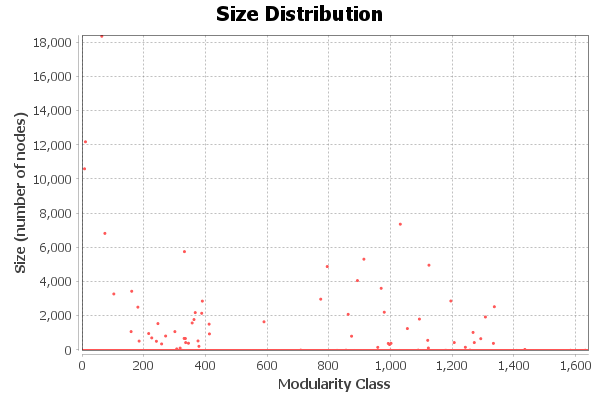 Size Distribution
Size (number of nodes)
18,000
16,000
14,000
12,000
10,000
8,000
6,000
4,000
2,000
0
0 200 400 600 800 1,000 1,200 1,400 1,600
Modularity Class